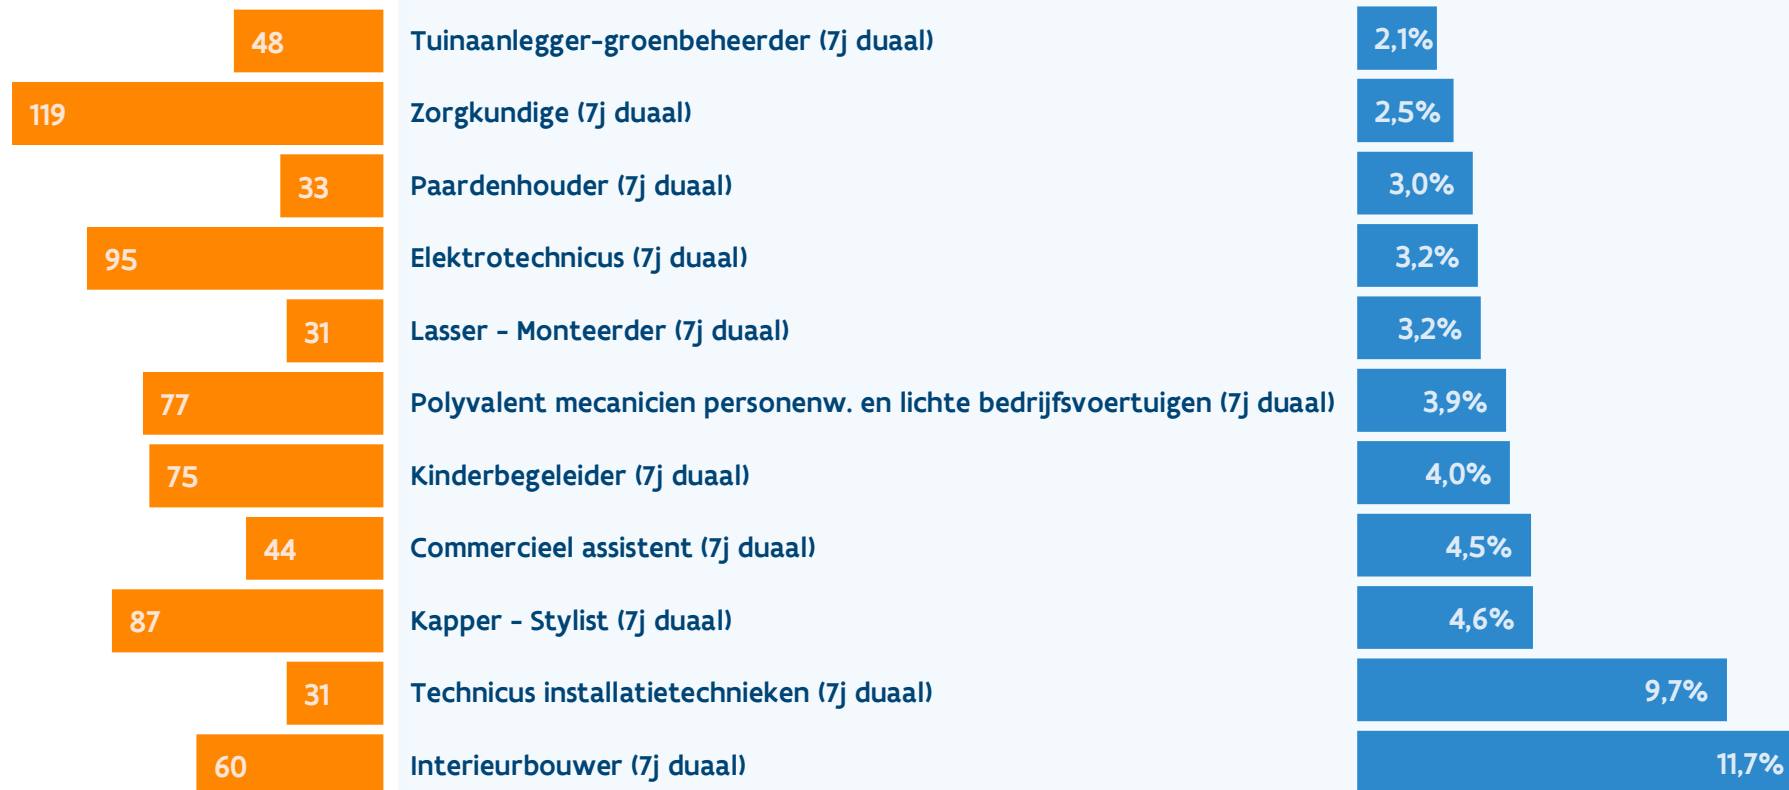 48 Tuinaanlegger-groenbeheerder (7j duaal) 2,1%
119 Zorgkundige (7j duaal) 2,5%
33 Paardenhouder (7j duaal) 3,0%
95 Elektrotechnicus (7j duaal) 3,2%
31 Lasser - Monteerder (7j duaal) 3,2%
77 Polyvalent mecanicien personenw. en lichte bedrijfsvoertuigen (7j duaal) 3,9%
75 Kinderbegeleider (7j duaal) 4,0%
44 Commercieel assistent (7j duaal) 4,5%
87 Kapper - Stylist (7j duaal) 4,6%
31 Technicus installatietechnieken (7j duaal) 9,7%
60 Interieurbouwer (7j duaal) 11,7%